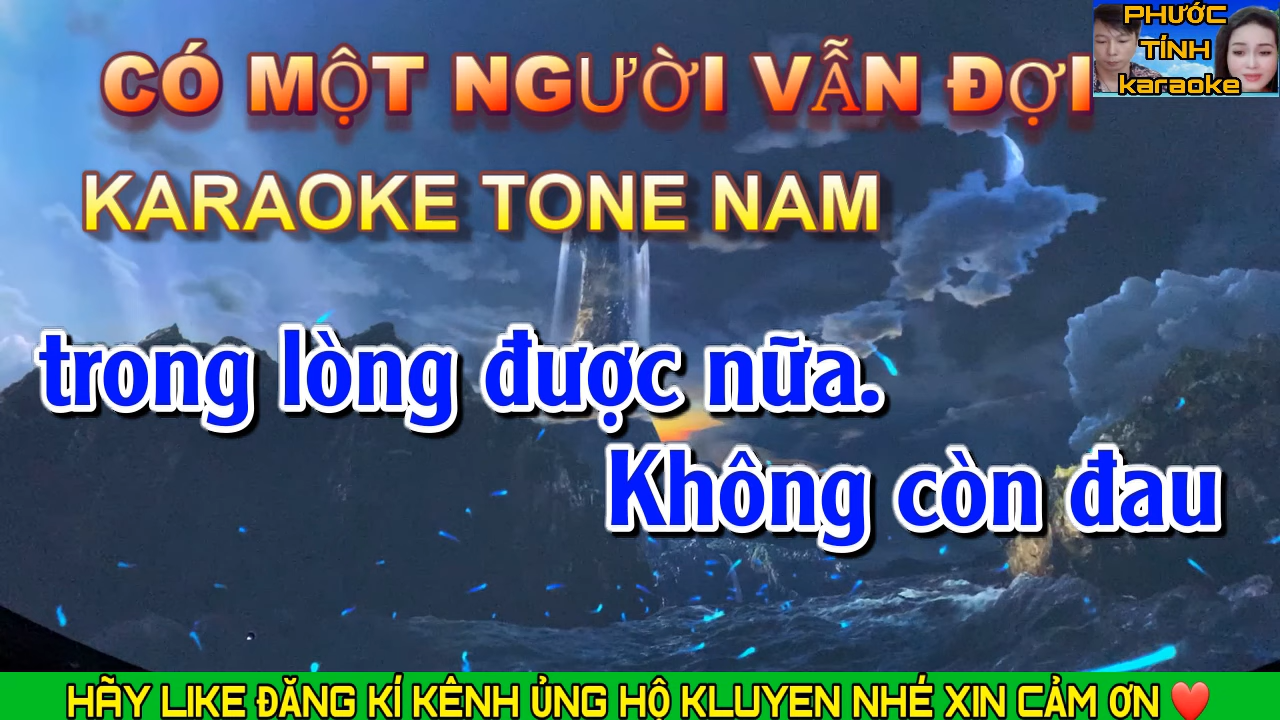 PHƯỚC
TÍNH
karaoke
CÓ MỘT NGƯỜI VẪN ĐỢI
KARAOKE TONE NAM
trong lòng được nữa.
Không còn đau
HÃY LIKE ĐĂNG KÍ KÊNH ỦNG HỘ KLUYEN NHÉ XIN CẢM ƠN ❤️